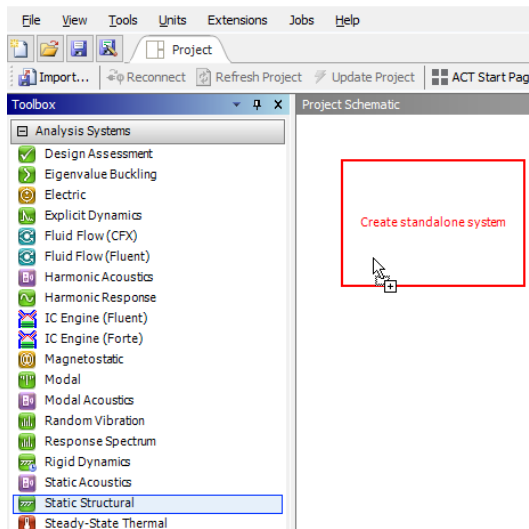 File View Tools Units Extensions Jobs Help
Project
Import... Reconnect Refresh Project Update Project ACT Start Pag
Toolbox Project Schematic
Analysis Systems
Design Assessment
Eigenvalue Buckling
Electric
Explicit Dynamics
Fluid Flow (CFX)
Fluid Flow (Fluent)
Harmonic Acoustics
Harmonic Response
IC Engine (Fluent)
IC Engine (Forte)
Magnetostatic
Modal
Modal Acoustics
Random Vibration
Response Spectrum
Rigid Dynamics
Static Acoustics
Static Structural
Steady-State Thermal
Create standalone system